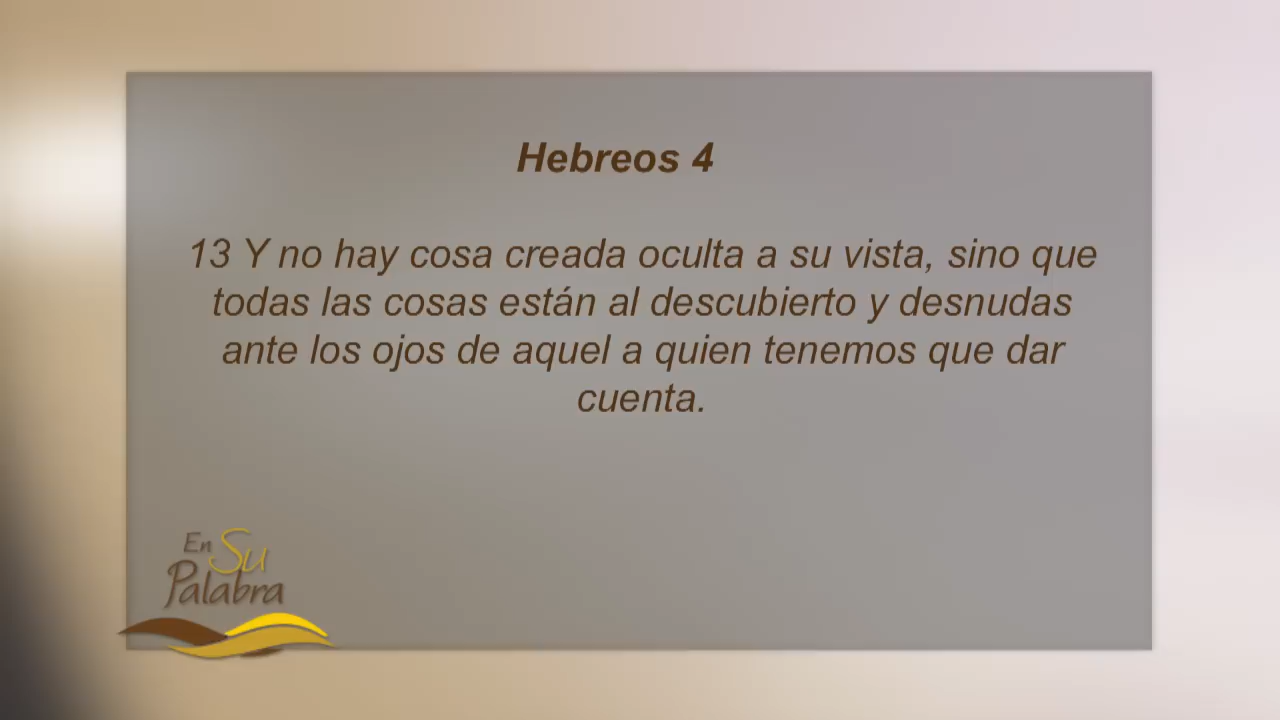 Hebreos 4
13 Y no hay cosa creada oculta a su vista, sino que
todas las cosas están al descubierto y desnudas
ante los ojos de aquel a quien tenemos que dar
cuenta.
En Su
Palabra